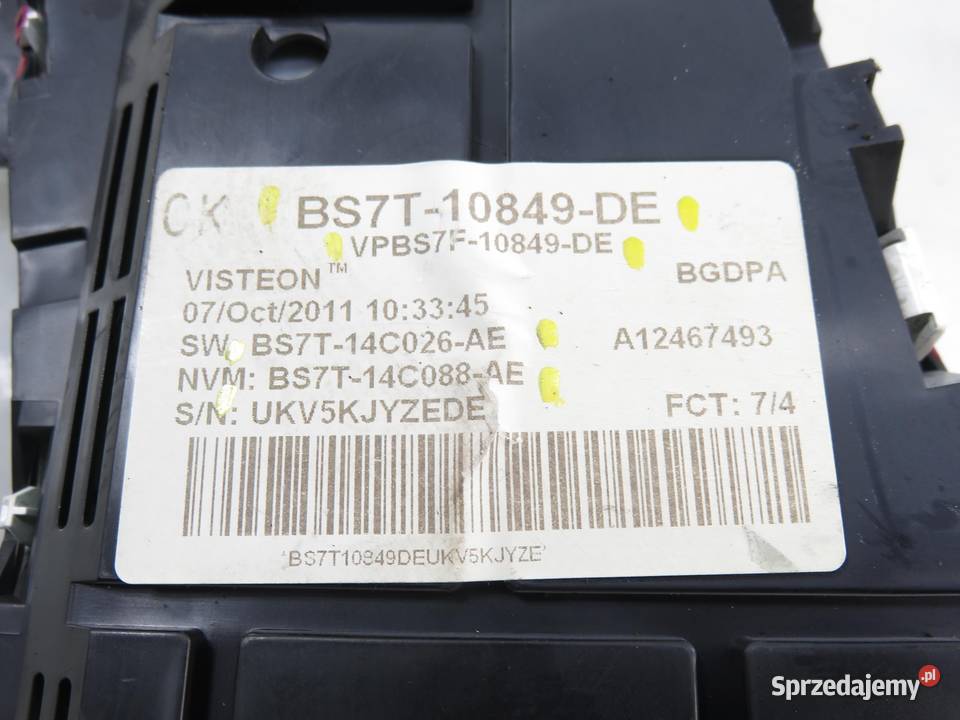 OK BS7T-10849-DE
VPBS7F-10849-DE
VISTEON™ BGDPA
07/Oct/2011 10:33:45
SW: BS7T-14C026-AE A12467493
NVM: BS7T-14C088-AE
S/N: UKV5KJYZEDE FCT: 7/4
*BS7T10849DEUKV5KJYZE*
Sprzedajemy.pl